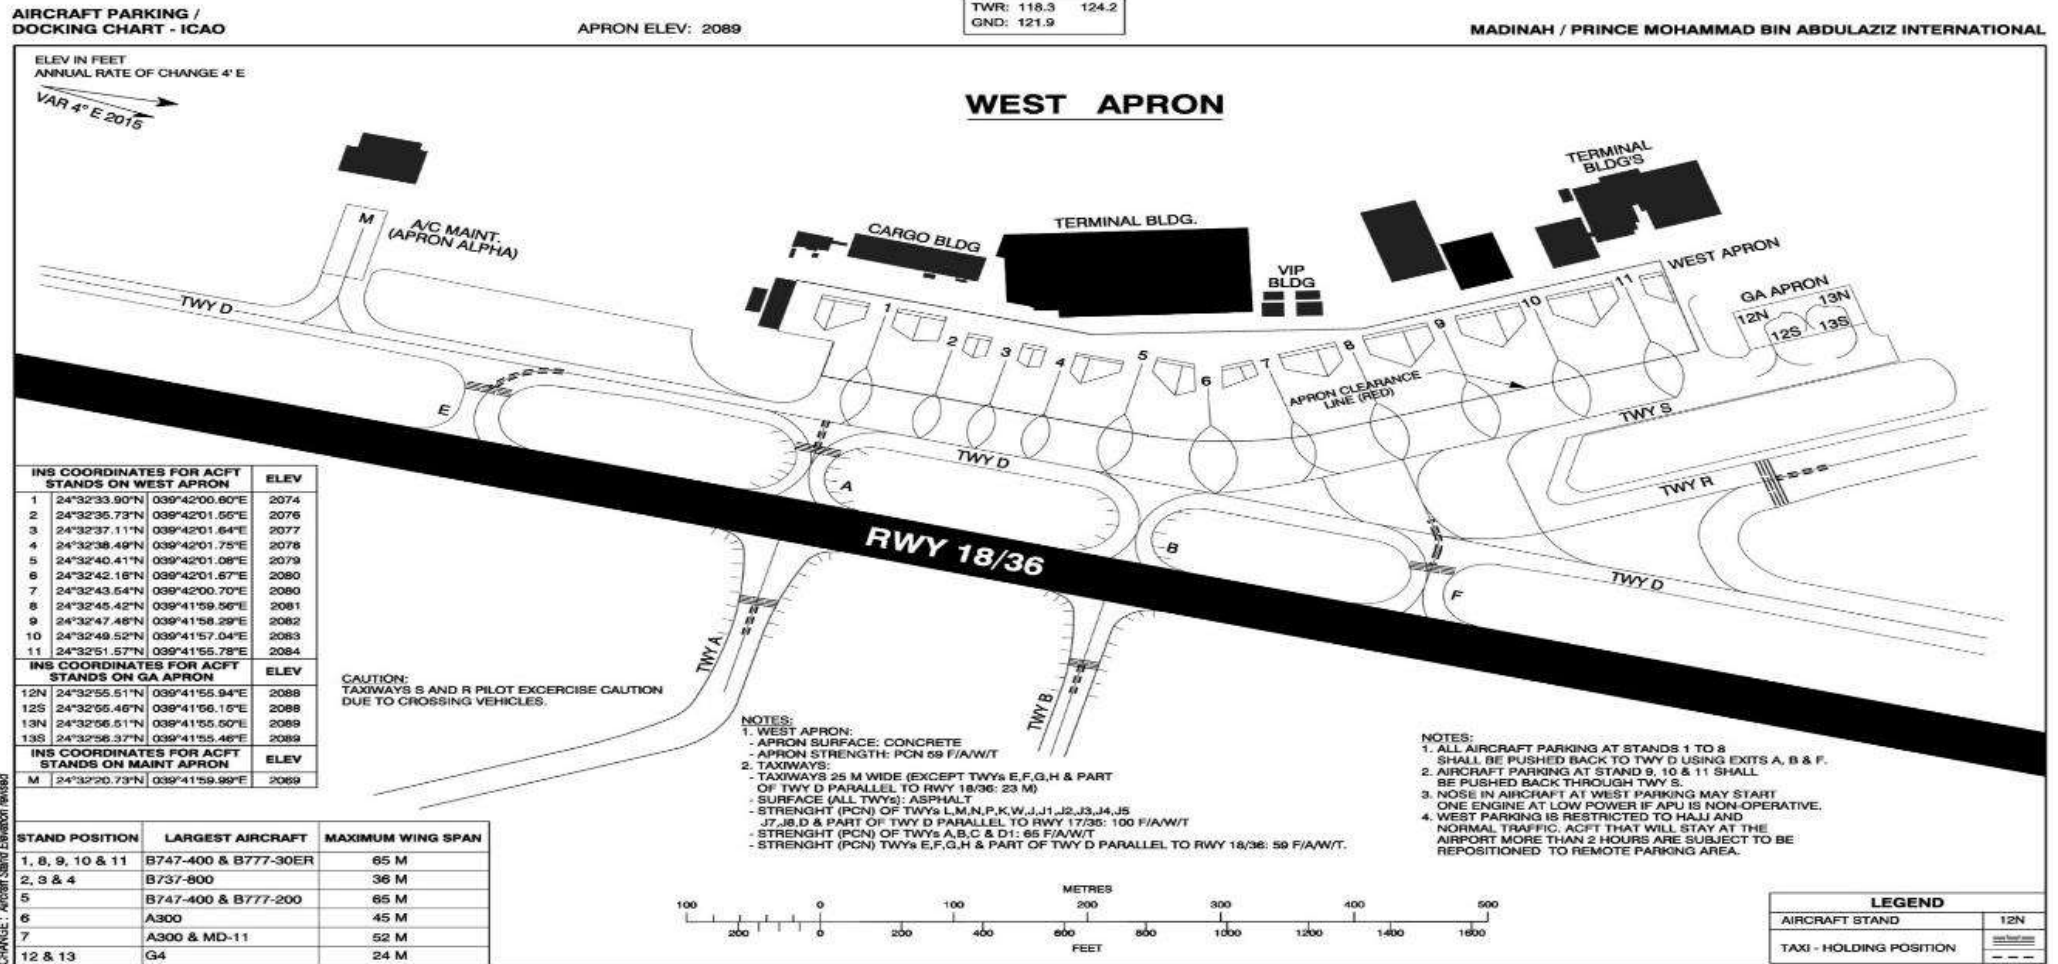 AIRCRAFT PARKING /
DOCKING CHART - ICAO
APRON ELEV: 2089
TWR: 118.3 124.2
GND: 121.9
MADINAH / PRINCE MOHAMMAD BIN ABDULAZIZ INTERNATIONAL
ELEV IN FEET
ANNUAL RATE OF CHANGE 4' E
VAR 4° E 2015
WEST APRON
TERMINAL
BLDG'S
M
A/C MAINT.
(APRON ALPHA)
CARGO BLDG
TERMINAL BLDG.
VIP
BLDG
WEST APRON
GA APRON
12N
13N
12S
13S
1
2
3
4
5
6
7
8
9
10
11
APRON CLEARANCE
LINE (RED)
TWY D
TWY S
E
TWY D
A
TWY R
B
RWY 18/36
TWY D
F
TWY A
TWY B
INS COORDINATES FOR ACFT
STANDS ON WEST APRON
ELEV
1 24°32'33.90"N 039°42'00.60"E 2074
2 24°32'35.73"N 039°42'01.55"E 2076
3 24°32'37.11"N 039°42'01.64"E 2077
4 24°32'38.49"N 039°42'01.75"E 2078
5 24°32'40.41"N 039°42'01.08"E 2079
6 24°32'42.16"N 039°42'01.67"E 2080
7 24°32'43.54"N 039°42'00.70"E 2080
8 24°32'45.42"N 039°41'59.56"E 2081
9 24°32'47.48"N 039°41'58.29"E 2082
10 24°32'49.52"N 039°41'57.04"E 2083
11 24°32'51.57"N 039°41'55.78"E 2084
INS COORDINATES FOR ACFT
STANDS ON GA APRON
ELEV
12N 24°32'55.51"N 039°41'55.94"E 2088
12S 24°32'55.46"N 039°41'56.15"E 2088
13N 24°32'56.51"N 039°41'55.50"E 2089
13S 24°32'56.37"N 039°41'55.46"E 2089
INS COORDINATES FOR ACFT
STANDS ON MAINT APRON
ELEV
M 24°32'20.73"N 039°41'59.99"E 2069
CAUTION:
TAXIWAYS S AND R PILOT EXCERCISE CAUTION
DUE TO CROSSING VEHICLES.
NOTES:
1. WEST APRON:
- APRON SURFACE: CONCRETE
- APRON STRENGTH: PCN 59 F/A/W/T
2. TAXIWAYS:
- TAXIWAYS 25 M WIDE (EXCEPT TWYs E,F,G,H & PART
OF TWY D PARALLEL TO RWY 18/36: 23 M)
- SURFACE (ALL TWYs): ASPHALT
- STRENGHT (PCN) OF TWYs L,M,N,P,K,W,J,J1,J2,J3,J4,J5
J7,J8,D & PART OF TWY D PARALLEL TO RWY 17/35: 100 F/A/W/T
- STRENGHT (PCN) OF TWYs A,B,C & D1: 65 F/A/W/T
- STRENGHT (PCN) TWYs E,F,G,H & PART OF TWY D PARALLEL TO RWY 18/36: 59 F/A/W/T.
NOTES:
1. ALL AIRCRAFT PARKING AT STANDS 1 TO 8
SHALL BE PUSHED BACK TO TWY D USING EXITS A, B & F.
2. AIRCRAFT PARKING AT STAND 9, 10 & 11 SHALL
BE PUSHED BACK THROUGH TWY S.
3. NOSE IN AIRCRAFT AT WEST PARKING MAY START
ONE ENGINE AT LOW POWER IF APU IS NON-OPERATIVE.
4. WEST PARKING IS RESTRICTED TO HAJJ AND
NORMAL TRAFFIC. ACFT THAT WILL STAY AT THE
AIRPORT MORE THAN 2 HOURS ARE SUBJECT TO BE
REPOSITIONED TO REMOTE PARKING AREA.
STAND POSITION LARGEST AIRCRAFT MAXIMUM WING SPAN
1, 8, 9, 10 & 11 B747-400 & B777-30ER 65 M
2, 3 & 4 B737-800 36 M
5 B747-400 & B777-200 65 M
6 A300 45 M
7 A300 & MD-11 52 M
12 & 13 G4 24 M
CHANGE: Aircraft Stand Elevation revised
METRES
100 0 100 200 300 400 500
200 0 200 400 600 800 1000 1200 1400 1600
FEET
LEGEND
AIRCRAFT STAND 12N
TAXI - HOLDING POSITION